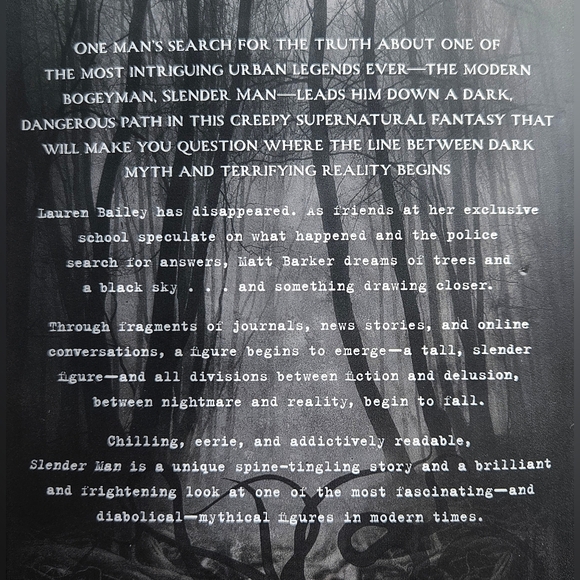 ONE MAN'S SEARCH FOR THE TRUTH ABOUT ONE OF
THE MOST INTRIGUING URBAN LEGENDS EVER—THE MODERN
BOGEYMAN, SLENDER MAN—LEADS HIM DOWN A DARK,
DANGEROUS PATH IN THIS CREEPY SUPERNATURAL FANTASY THAT
WILL MAKE YOU QUESTION WHERE THE LINE BETWEEN DARK
MYTH AND TERRIFYING REALITY BEGINS
Lauren Bailey has disappeared. As friends at her exclusive
school speculate on what happened and the police
search for answers, Matt Barker dreams of trees and
a black sky . . . and something drawing closer.
Through fragments of journals, news stories, and online
conversations, a figure begins to emerge—a tall, slender
figure—and all divisions between fiction and delusion,
between nightmare and reality, begin to fall.
Chilling, eerie, and addictively readable,
Slender Man is a unique spine-tingling story and a brilliant
and frightening look at one of the most fascinating—and
diabolical—mythical figures in modern times.